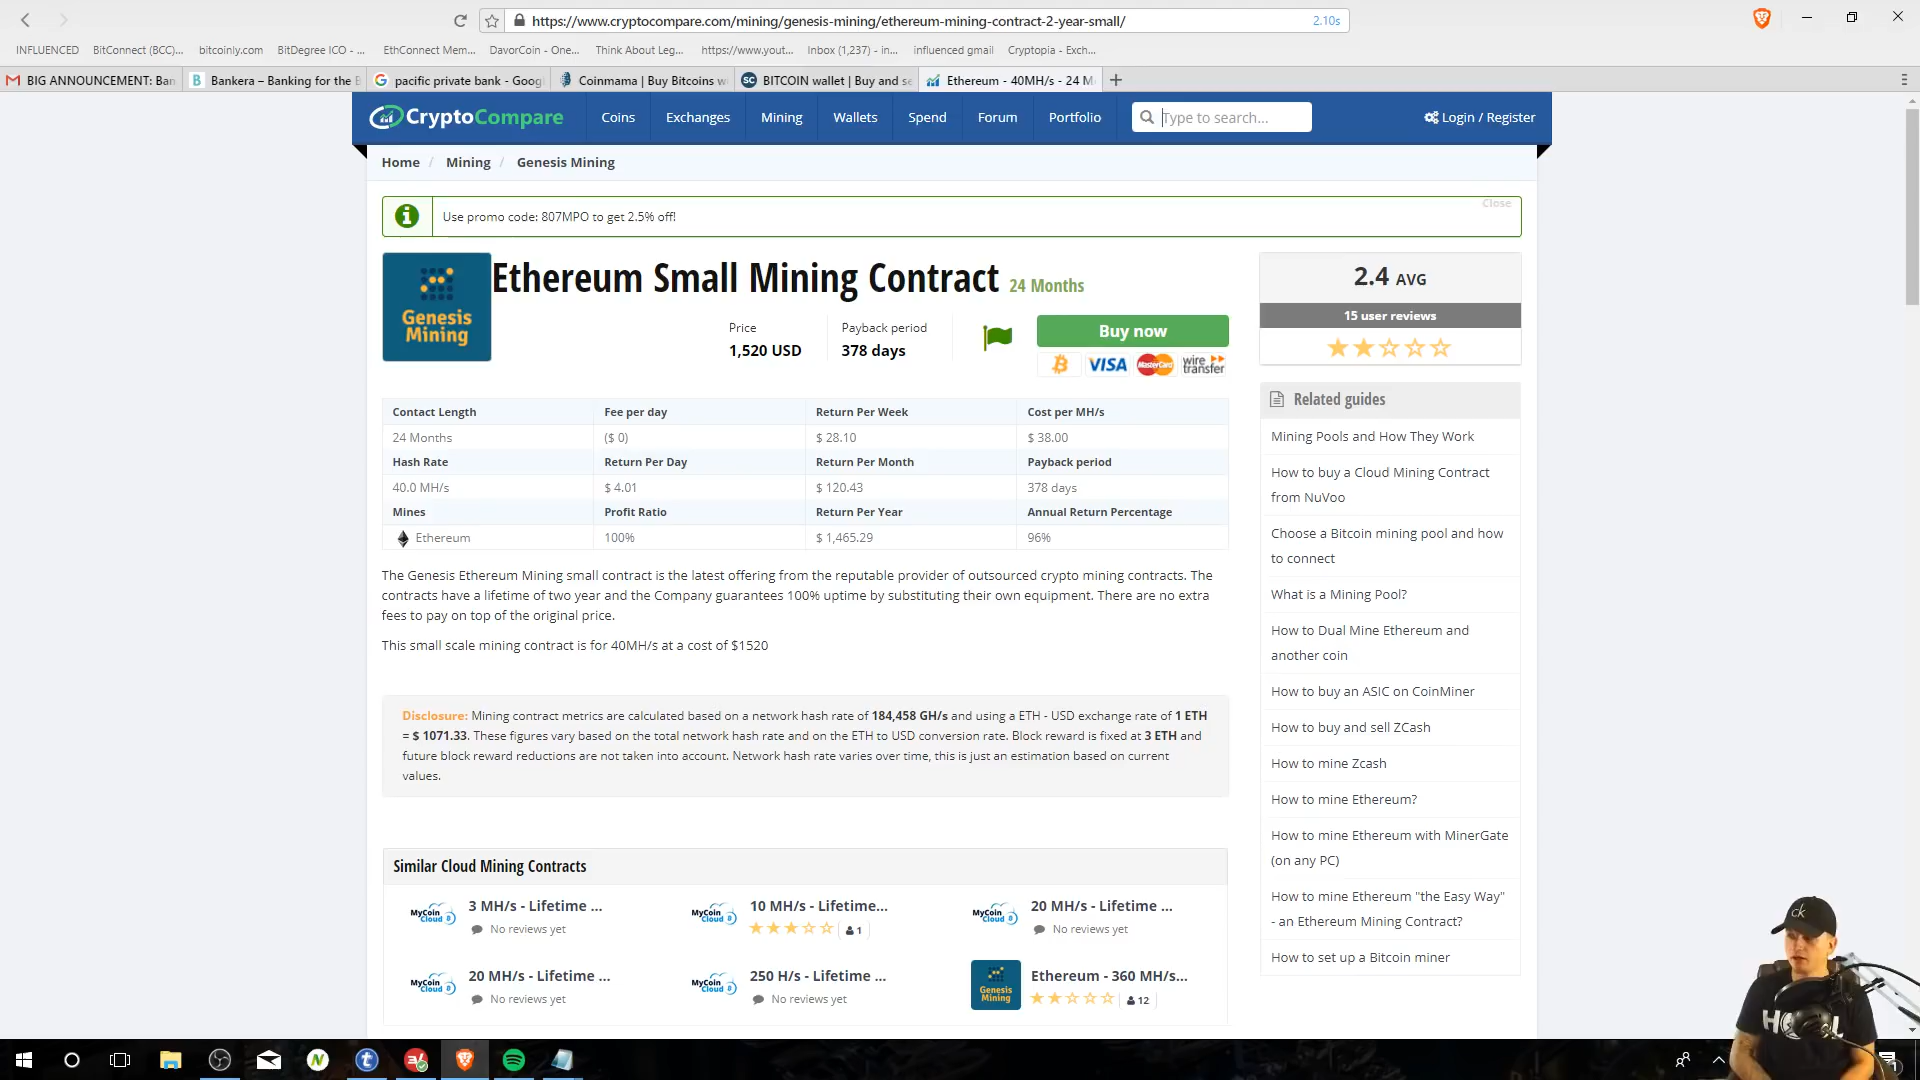 https://www.cryptocompare.com/mining/genesis-mining/ethereum-mining-contract-2-year-small/
2.10s
INFLUENCED
BitConnect (BCC)...
bitcoinly.com
BitDegree ICO - ...
EthConnect Mem...
DavorCoin - One...
Think About Leg...
https://www.yout...
Inbox (1,237) - in...
influenced gmail
Cryptopia - Exch...
BIG ANNOUNCEMENT: Ban
Bankera – Banking for the B
pacific private bank - Goog
Coinmama | Buy Bitcoins w
BITCOIN wallet | Buy and se
Ethereum - 40MH/s - 24 M
CryptoCompare
Coins
Exchanges
Mining
Wallets
Spend
Forum
Portfolio
Type to search...
Login / Register
Home / Mining / Genesis Mining
Use promo code: 807MPO to get 2.5% off!
Close
Genesis
Mining
Ethereum Small Mining Contract 24 Months
Price
1,520 USD
Payback period
378 days
Buy now
VISA
MasterCard
wire
transfer
2.4 AVG
15 user reviews
Contact Length
Fee per day
Return Per Week
Cost per MH/s
24 Months
($ 0)
$ 28.10
$ 38.00
Hash Rate
Return Per Day
Return Per Month
Payback period
40.0 MH/s
$ 4.01
$ 120.43
378 days
Mines
Profit Ratio
Return Per Year
Annual Return Percentage
Ethereum
100%
$ 1,465.29
96%
The Genesis Ethereum Mining small contract is the latest offering from the reputable provider of outsourced crypto mining contracts. The
contracts have a lifetime of two year and the Company guarantees 100% uptime by substituting their own equipment. There are no extra
fees to pay on top of the original price.
This small scale mining contract is for 40MH/s at a cost of $1520
Disclosure: Mining contract metrics are calculated based on a network hash rate of 184,458 GH/s and using a ETH - USD exchange rate of 1 ETH
= $ 1071.33. These figures vary based on the total network hash rate and on the ETH to USD conversion rate. Block reward is fixed at 3 ETH and
future block reward reductions are not taken into account. Network hash rate varies over time, this is just an estimation based on current
values.
Similar Cloud Mining Contracts
MyCoin
Cloud
3 MH/s - Lifetime ...
No reviews yet
MyCoin
Cloud
10 MH/s - Lifetime...
1
MyCoin
Cloud
20 MH/s - Lifetime ...
No reviews yet
MyCoin
Cloud
20 MH/s - Lifetime ...
No reviews yet
MyCoin
Cloud
250 H/s - Lifetime ...
No reviews yet
Genesis
Mining
Ethereum - 360 MH/s...
12
Related guides
Mining Pools and How They Work
How to buy a Cloud Mining Contract
from NuVoo
Choose a Bitcoin mining pool and how
to connect
What is a Mining Pool?
How to Dual Mine Ethereum and
another coin
How to buy an ASIC on CoinMiner
How to buy and sell ZCash
How to mine Zcash
How to mine Ethereum?
How to mine Ethereum with MinerGate
(on any PC)
How to mine Ethereum "the Easy Way"
- an Ethereum Mining Contract?
How to set up a Bitcoin miner
ck